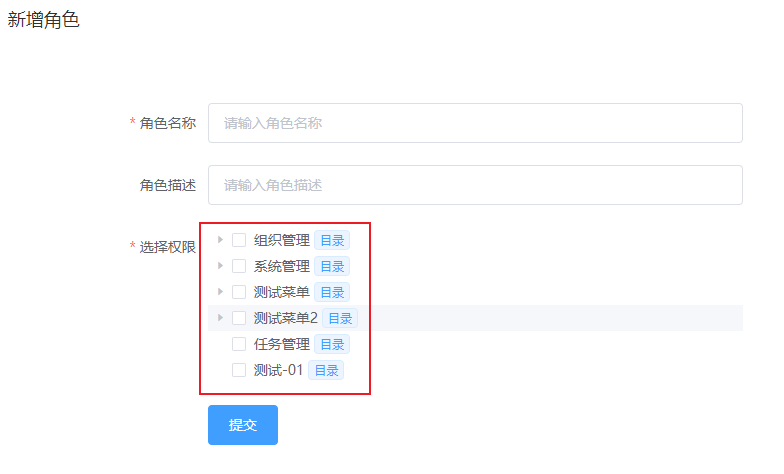 新增角色
* 角色名称 请输入角色名称
角色描述 请输入角色描述
* 选择权限
组织管理 目录
系统管理 目录
测试菜单 目录
测试菜单2 目录
任务管理 目录
测试-01 目录
提交